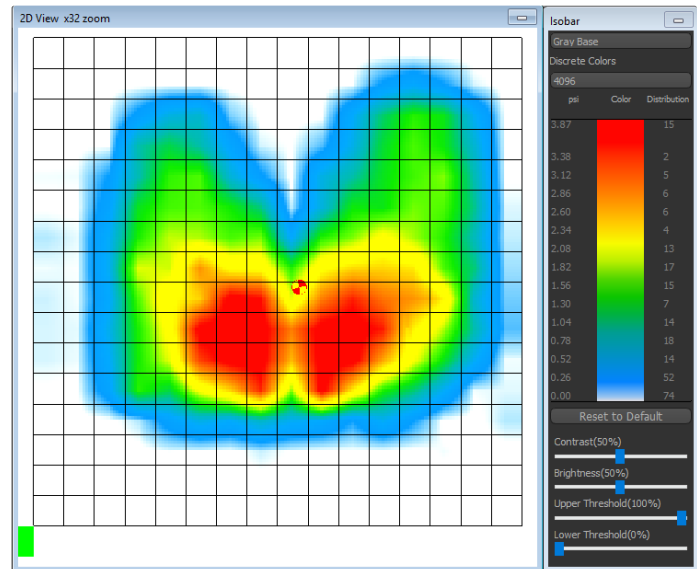 2D View x32 zoom
Isobar
Gray Base
Discrete Colors
4096
psi Color Distribution
3.87 15
3.38 2
3.12 5
2.86 6
2.60 6
2.34 4
2.08 13
1.82 17
1.56 15
1.30 7
1.04 14
0.78 18
0.52 14
0.26 52
0.00 74
Reset to Default
Contrast(50%)
Brightness(50%)
Upper Threshold(100%)
Lower Threshold(0%)